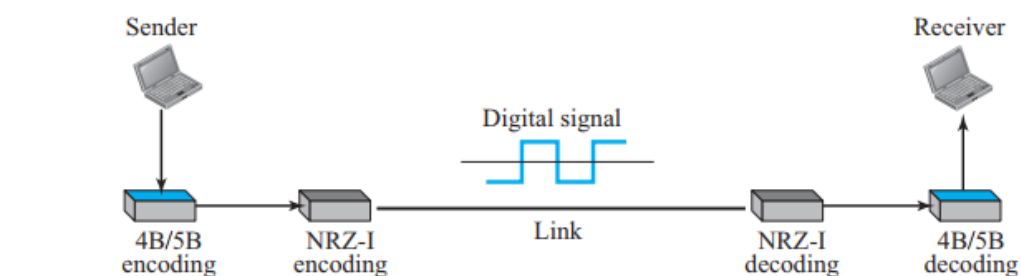 Sender
Receiver
Digital signal
Link
4B/5B
encoding
NRZ-I
encoding
NRZ-I
decoding
4B/5B
decoding